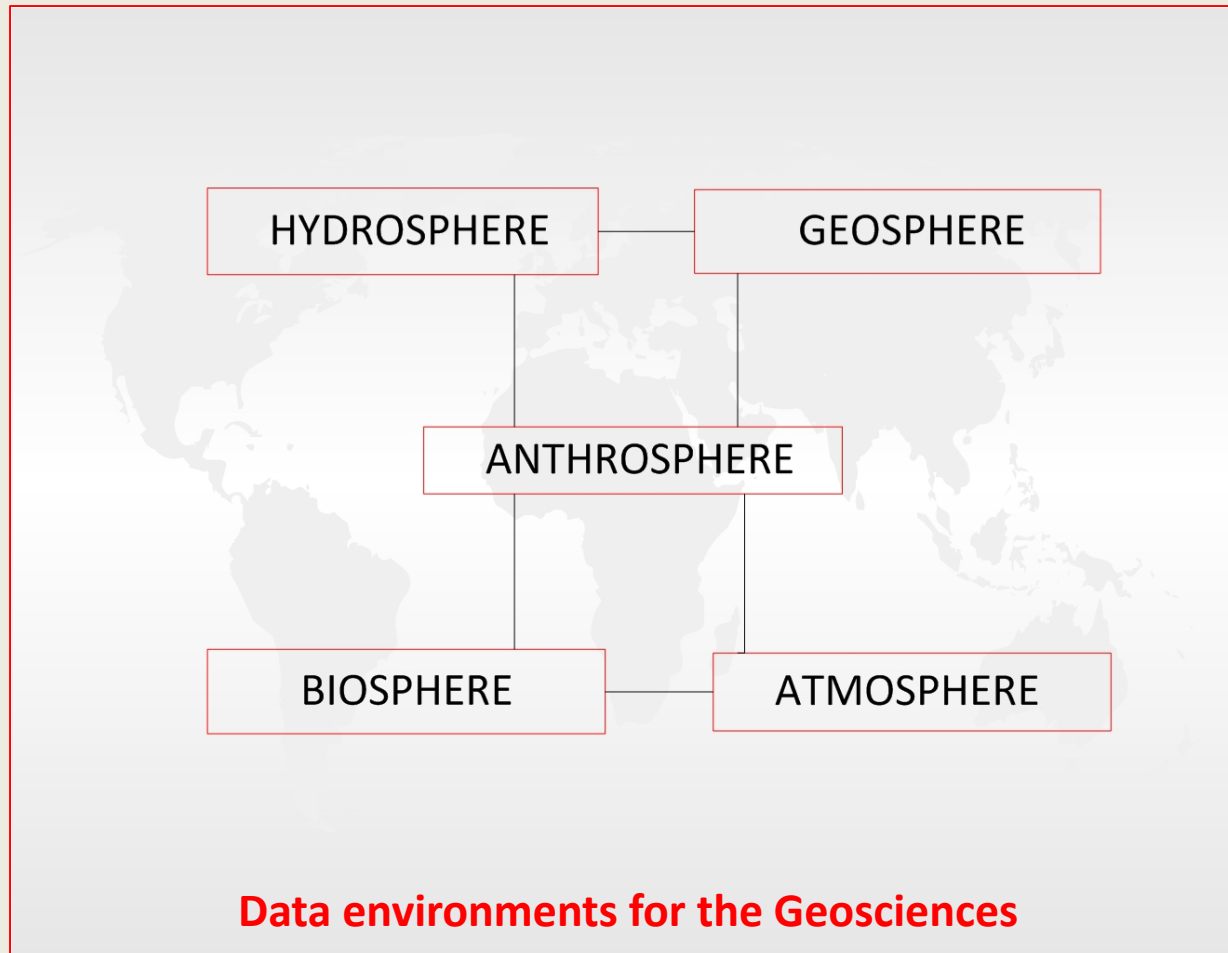 HYDROSPHERE
GEOSPHERE
ANTHROSPHERE
BIOSPHERE
ATMOSPHERE
Data environments for the Geosciences